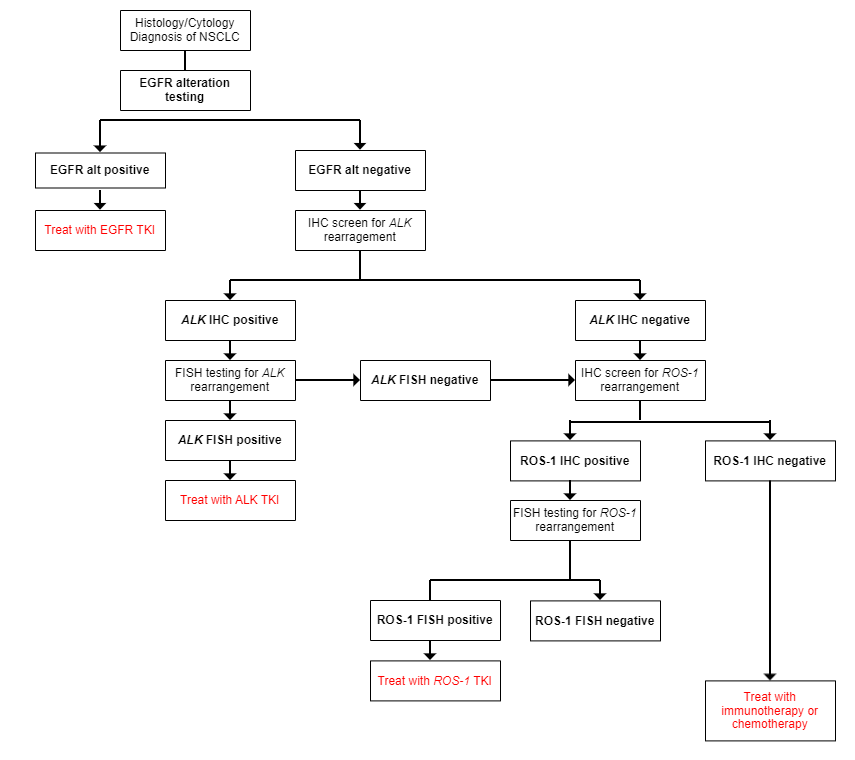 Histology/Cytology
Diagnosis of NSCLC
EGFR alteration
testing
EGFR alt positive
EGFR alt negative
Treat with EGFR TKI
IHC screen for ALK
rearragement
ALK IHC positive
ALK IHC negative
FISH testing for ALK
rearrangement
ALK FISH negative
IHC screen for ROS-1
rearrangement
ALK FISH positive
ROS-1 IHC positive
ROS-1 IHC negative
Treat with ALK TKI
FISH testing for ROS-1
rearrangement
ROS-1 FISH positive
ROS-1 FISH negative
Treat with ROS-1 TKI
Treat with
immunotherapy or
chemotherapy